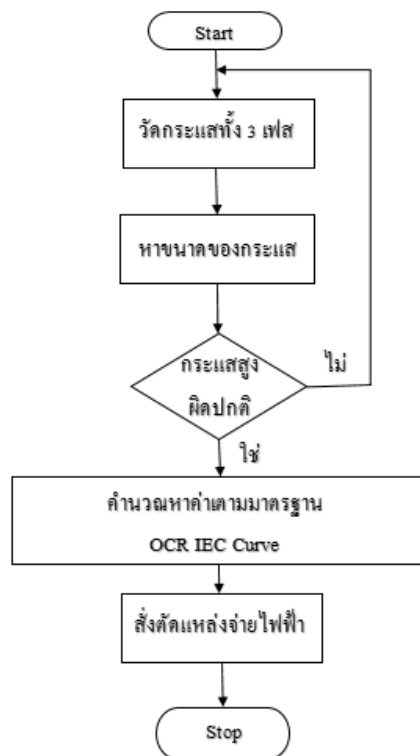 Start
วัดกระแสทั้ง 3 เฟส
หาขนาดของกระแส
กระแสสูง
ผิดปกติ
ไม่
ใช่
คำนวณหาค่าตามมาตรฐาน
OCR IEC Curve
สั่งตัดแหล่งจ่ายไฟฟ้า
Stop